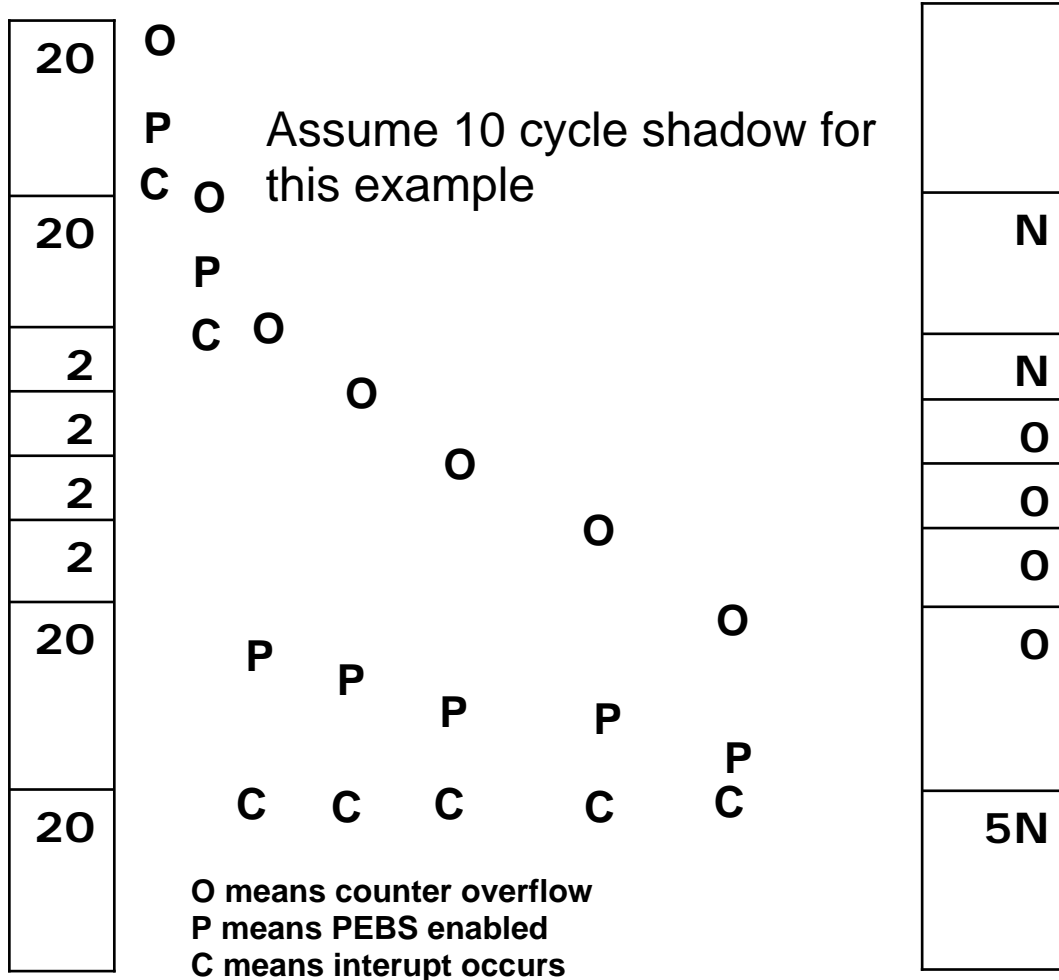 20
O
P
Assume 10 cycle shadow for
C O
this example
20
N
P
C O
2
N
O
2
0
O
2
0
O
2
0
O
20
0
P
P
P
P
P
C C C C C
20
5N
O means counter overflow
P means PEBS enabled
C means interupt occurs